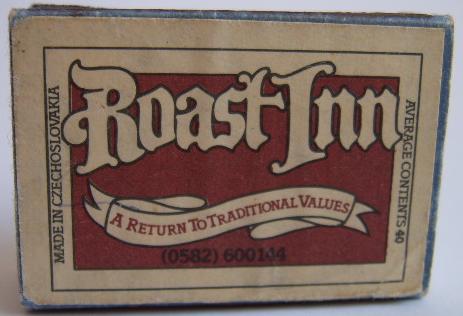 MADE IN CZECHOSLOVAKIA
Roast Inn
A RETURN TO TRADITIONAL VALUES
(0582) 600144
AVERAGE CONTENTS 40